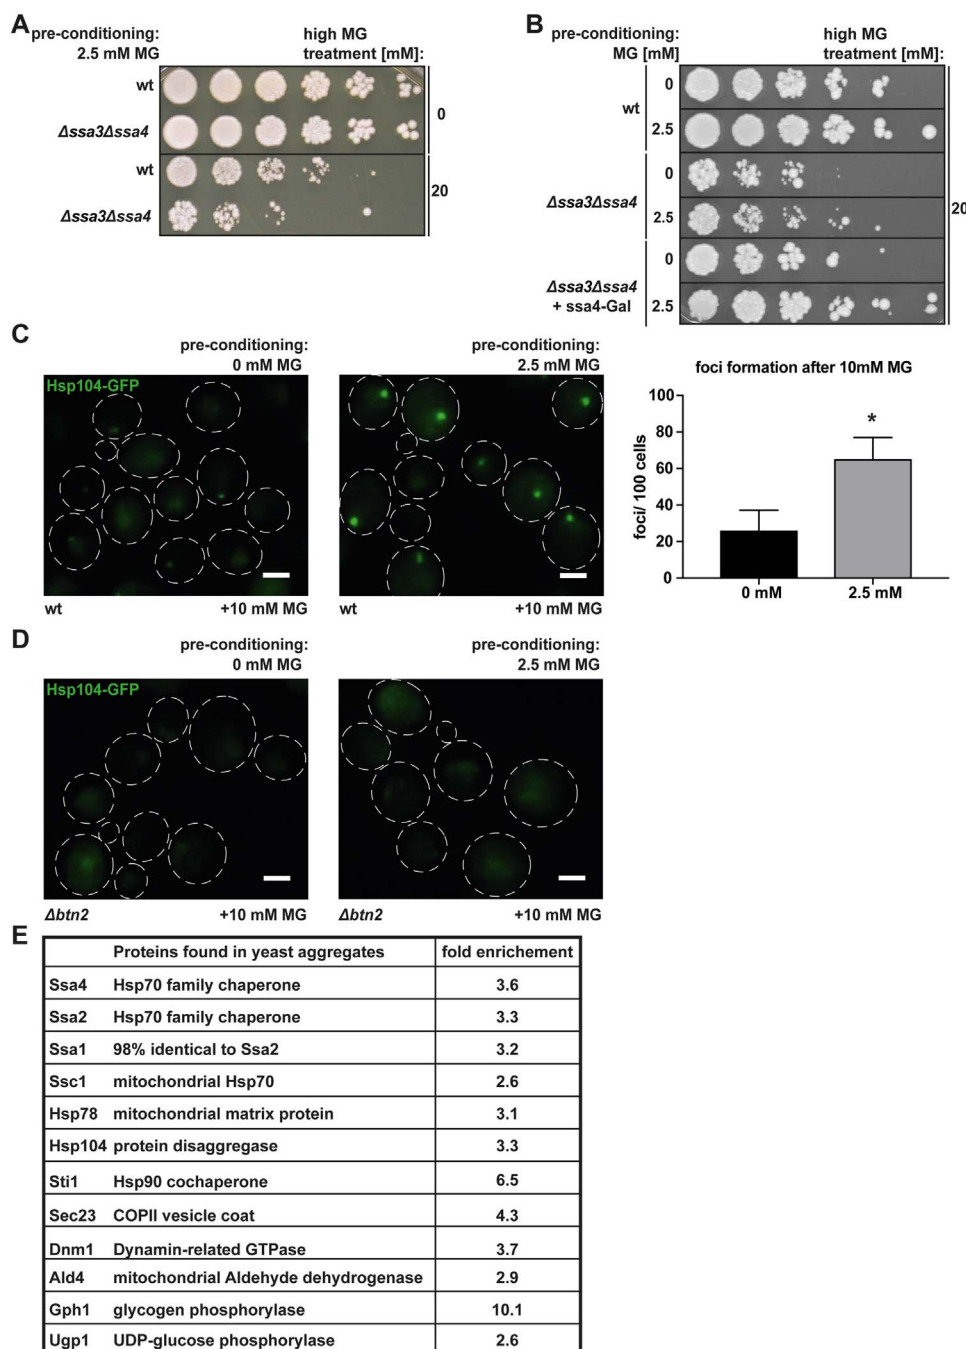 A
pre-conditioning:
2.5 mM MG
high MG
treatment [mM]:
wt
Δssa3Δssa4
0
wt
Δssa3Δssa4
20
B
pre-conditioning:
MG [mM]
high MG
treatment [mM]:
wt
0
2.5
Δssa3Δssa4
0
2.5
Δssa3Δssa4
+ ssa4-Gal
0
2.5
20
C
pre-conditioning:
0 mM MG
Hsp104-GFP
wt
+10 mM MG
pre-conditioning:
2.5 mM MG
wt
+10 mM MG
foci formation after 10mM MG
foci/ 100 cells
100
80
60
40
20
0
*
0 mM
2.5 mM
D
pre-conditioning:
0 mM MG
Hsp104-GFP
Δbtn2
+10 mM MG
pre-conditioning:
2.5 mM MG
Δbtn2
+10 mM MG
E
Proteins found in yeast aggregates fold enrichement
Ssa4 Hsp70 family chaperone 3.6
Ssa2 Hsp70 family chaperone 3.3
Ssa1 98% identical to Ssa2 3.2
Ssc1 mitochondrial Hsp70 2.6
Hsp78 mitochondrial matrix protein 3.1
Hsp104 protein disaggregase 3.3
Sti1 Hsp90 cochaperone 6.5
Sec23 COPII vesicle coat 4.3
Dnm1 Dynamin-related GTPase 3.7
Ald4 mitochondrial Aldehyde dehydrogenase 2.9
Gph1 glycogen phosphorylase 10.1
Ugp1 UDP-glucose phosphorylase 2.6